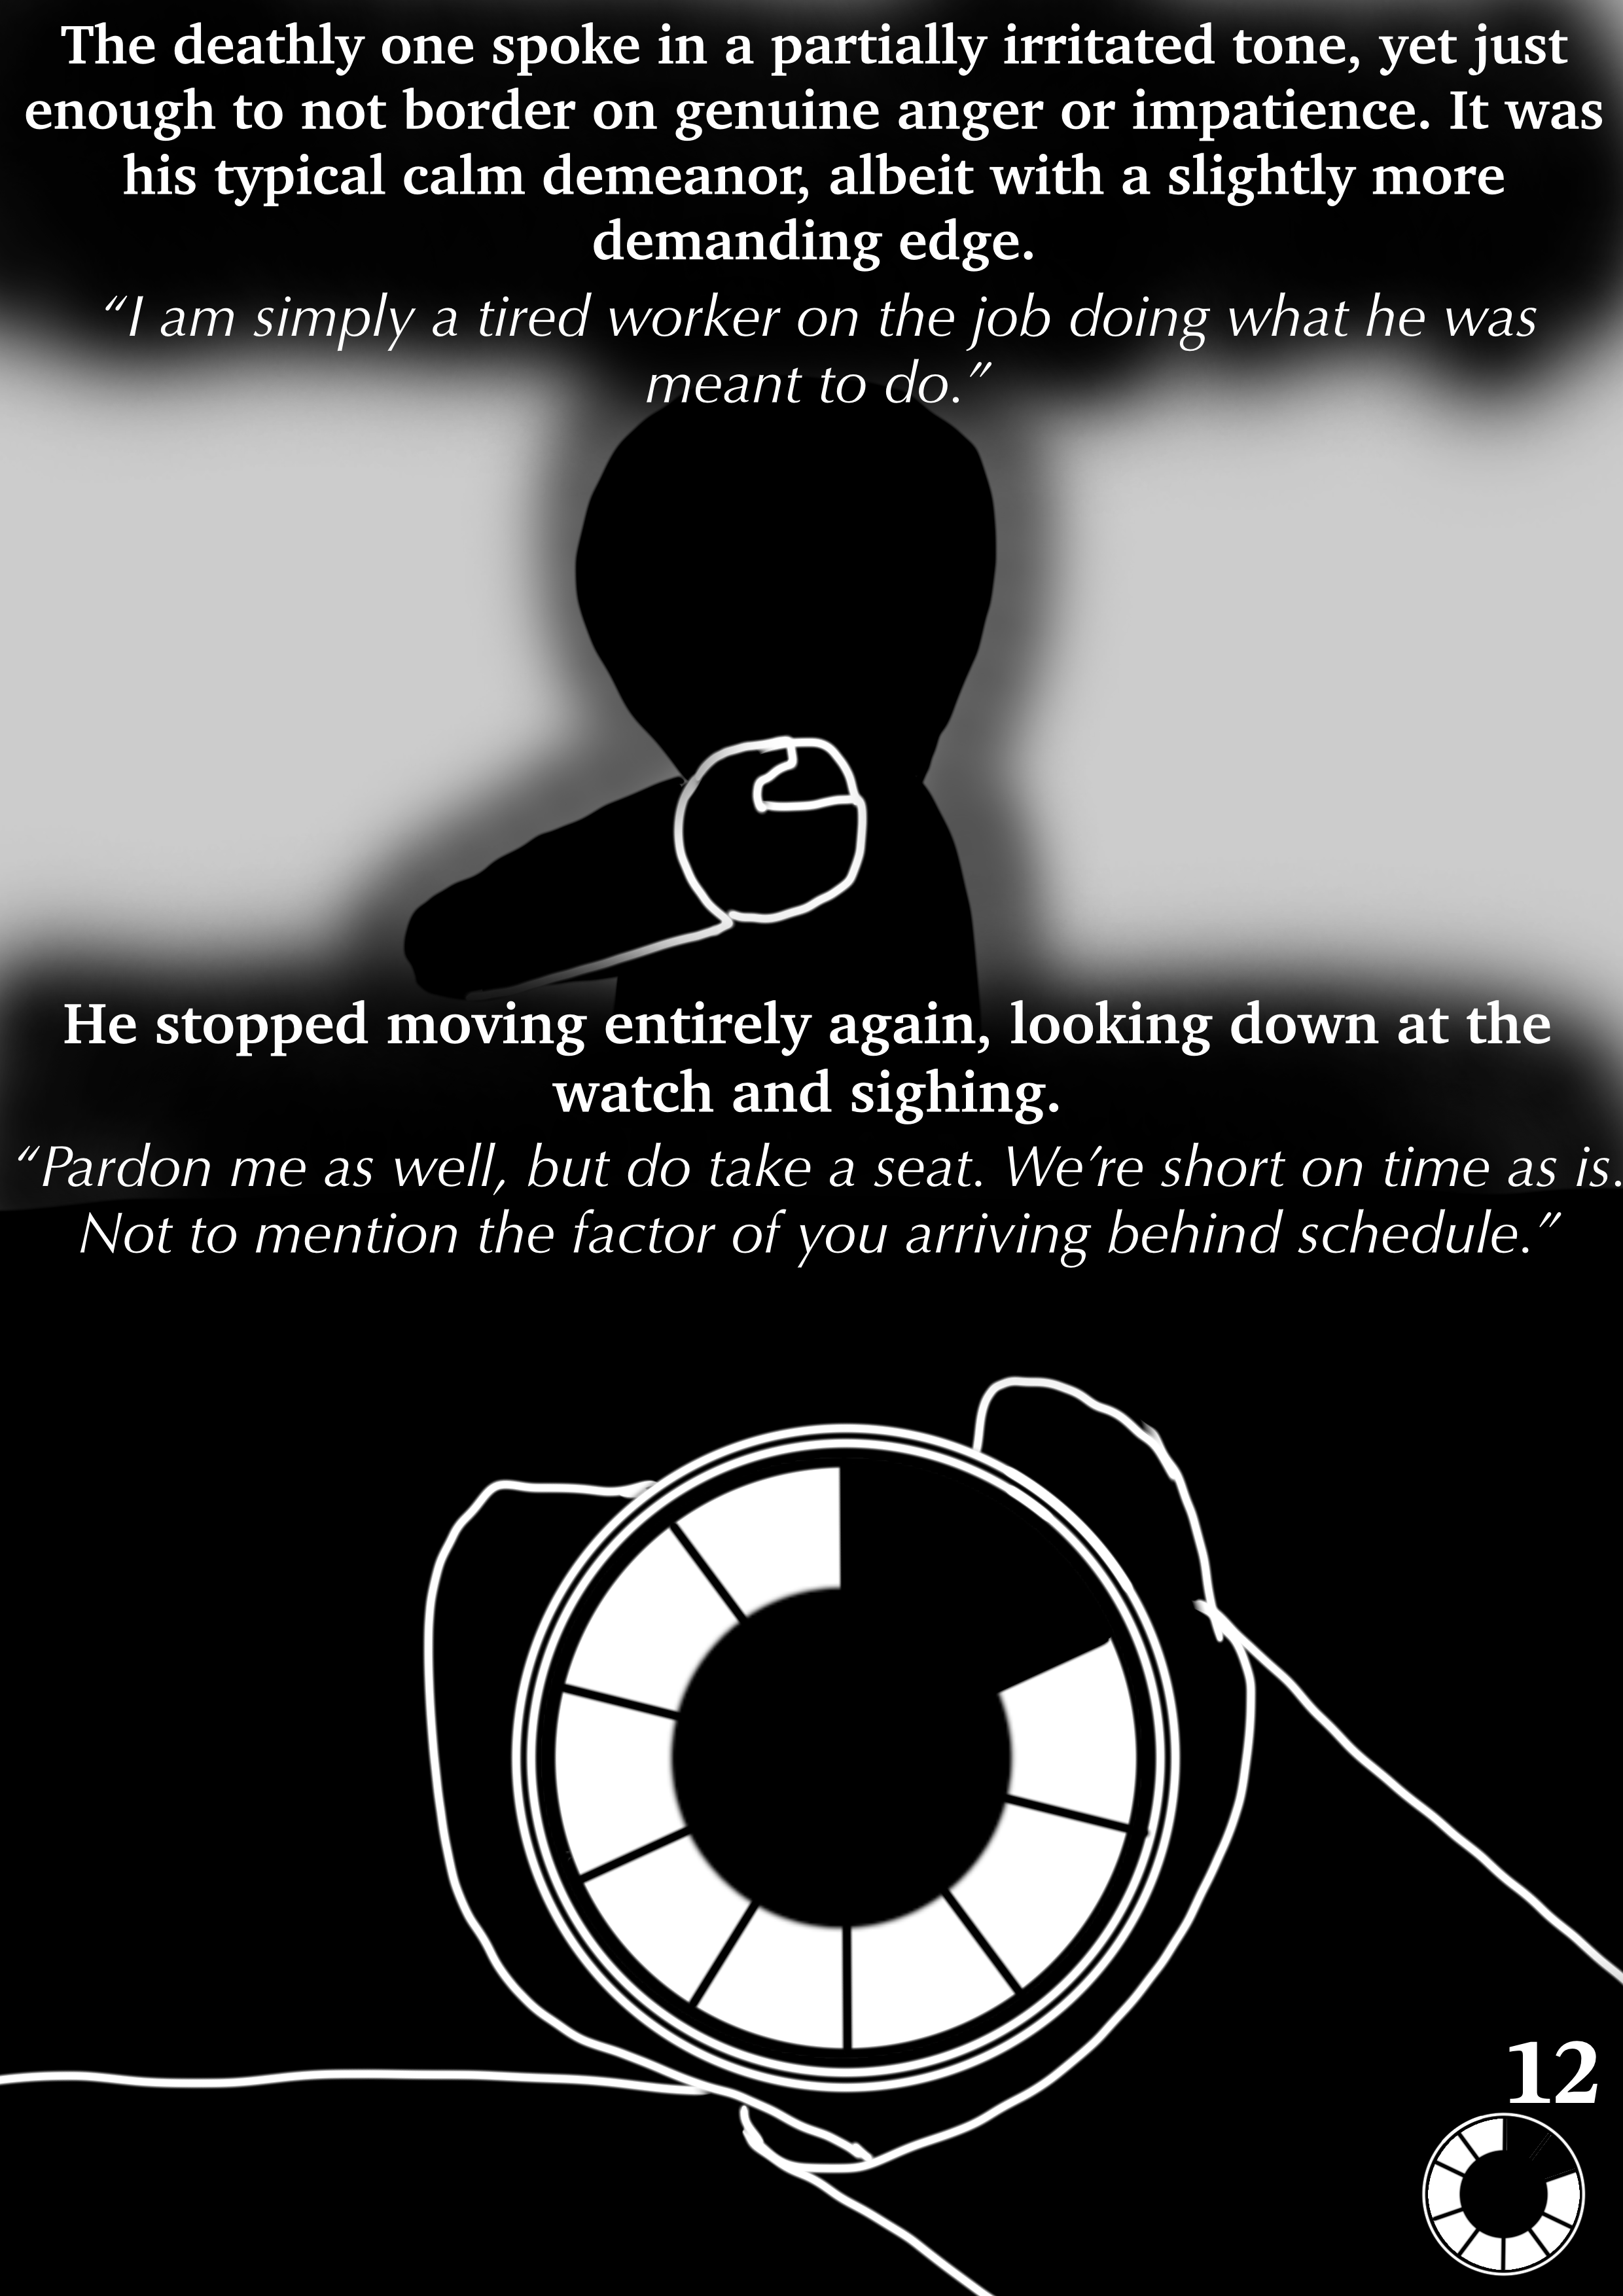 The deathly one spoke in a partially irritated tone, yet just
enough to not border on genuine anger or impatience. It was
his typical calm demeanor, albeit with a slightly more
demanding edge.
“I am simply a tired worker on the job doing what he was
meant to do.”
He stopped moving entirely again, looking down at the
watch and sighing.
“Pardon me as well, but do take a seat. We’re short on time as is.
Not to mention the factor of you arriving behind schedule.”
12